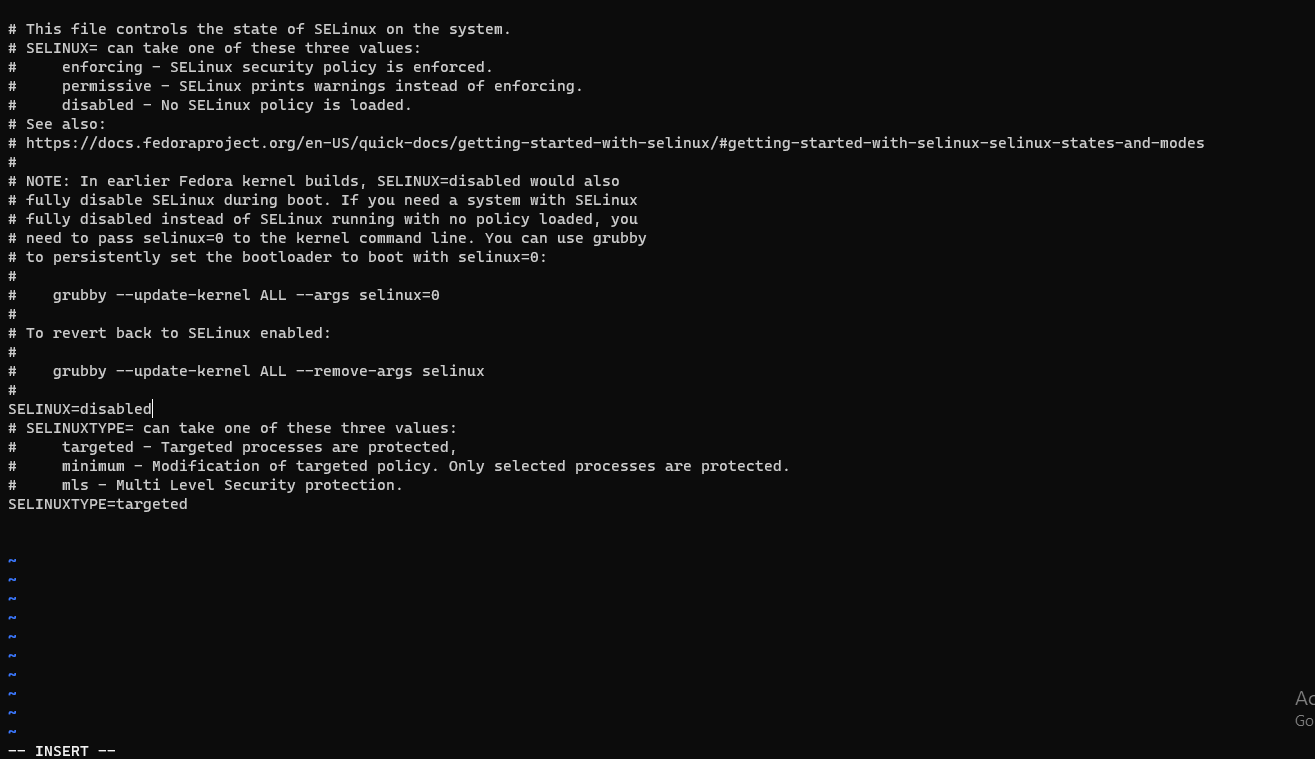 # This file controls the state of SELinux on the system.
# SELINUX= can take one of these three values:
#     enforcing - SELinux security policy is enforced.
#     permissive - SELinux prints warnings instead of enforcing.
#     disabled - No SELinux policy is loaded.
# See also:
# https://docs.fedoraproject.org/en-US/quick-docs/getting-started-with-selinux/#getting-started-with-selinux-selinux-states-and-modes
#
# NOTE: In earlier Fedora kernel builds, SELINUX=disabled would also
# fully disable SELinux during boot. If you need a system with SELinux
# fully disabled instead of SELinux running with no policy loaded, you
# need to pass selinux=0 to the kernel command line. You can use grubby
# to persistently set the bootloader to boot with selinux=0:
#
#    grubby --update-kernel ALL --args selinux=0
#
# To revert back to SELinux enabled:
#
#    grubby --update-kernel ALL --remove-args selinux
#
SELINUX=disabled
# SELINUXTYPE= can take one of these three values:
#     targeted - Targeted processes are protected,
#     minimum - Modification of targeted policy. Only selected processes are protected.
#     mls - Multi Level Security protection.
SELINUXTYPE=targeted
~
~
~
~
~
~
~
~
~
~
-- INSERT --